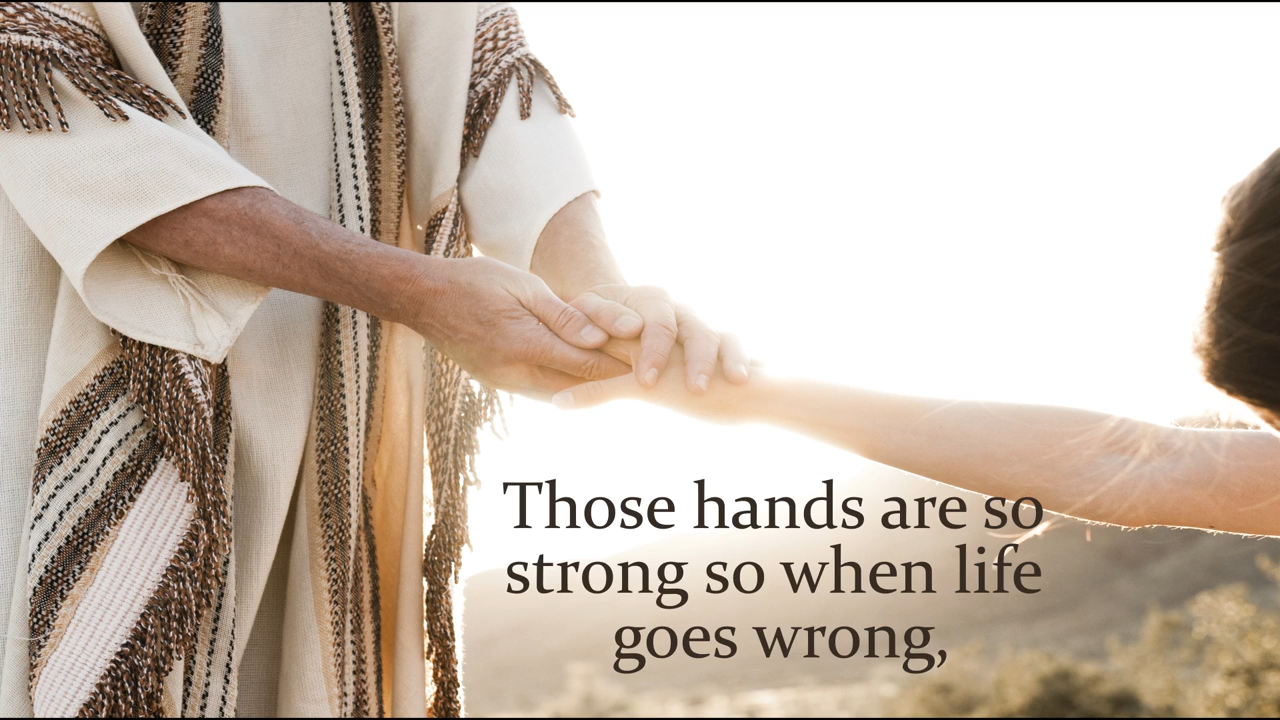 Those hands are so
strong so when life
goes wrong,